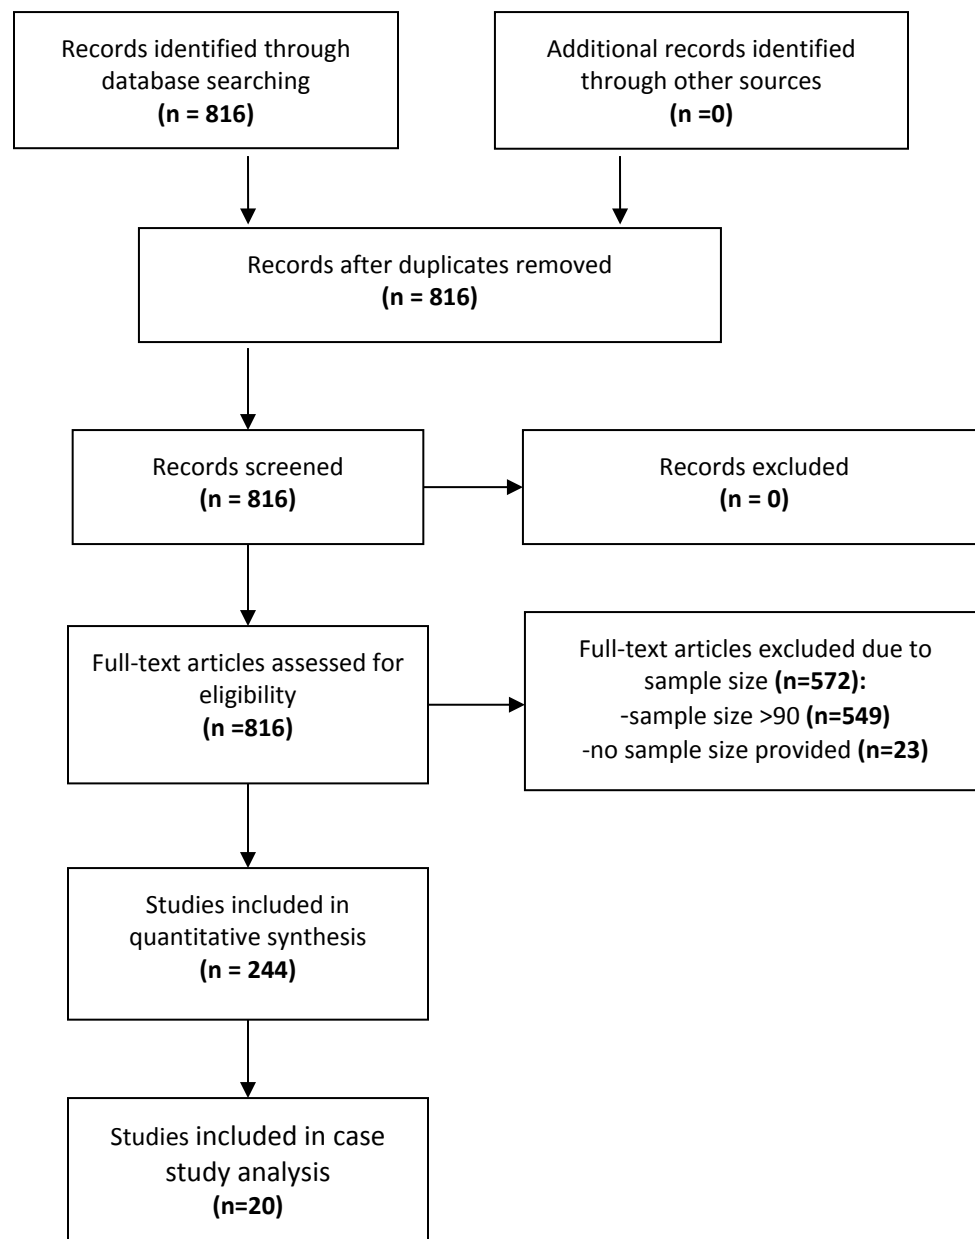 Records identified through
database searching
(n = 816)
Additional records identified
through other sources
(n =0)
Records after duplicates removed
(n = 816)
Records screened
(n = 816)
Records excluded
(n = 0)
Full-text articles assessed for
eligibility
(n =816)
Full-text articles excluded due to
sample size (n=572):
-sample size >90 (n=549)
-no sample size provided (n=23)
Studies included in
quantitative synthesis
(n = 244)
Studies included in case
study analysis
(n=20)